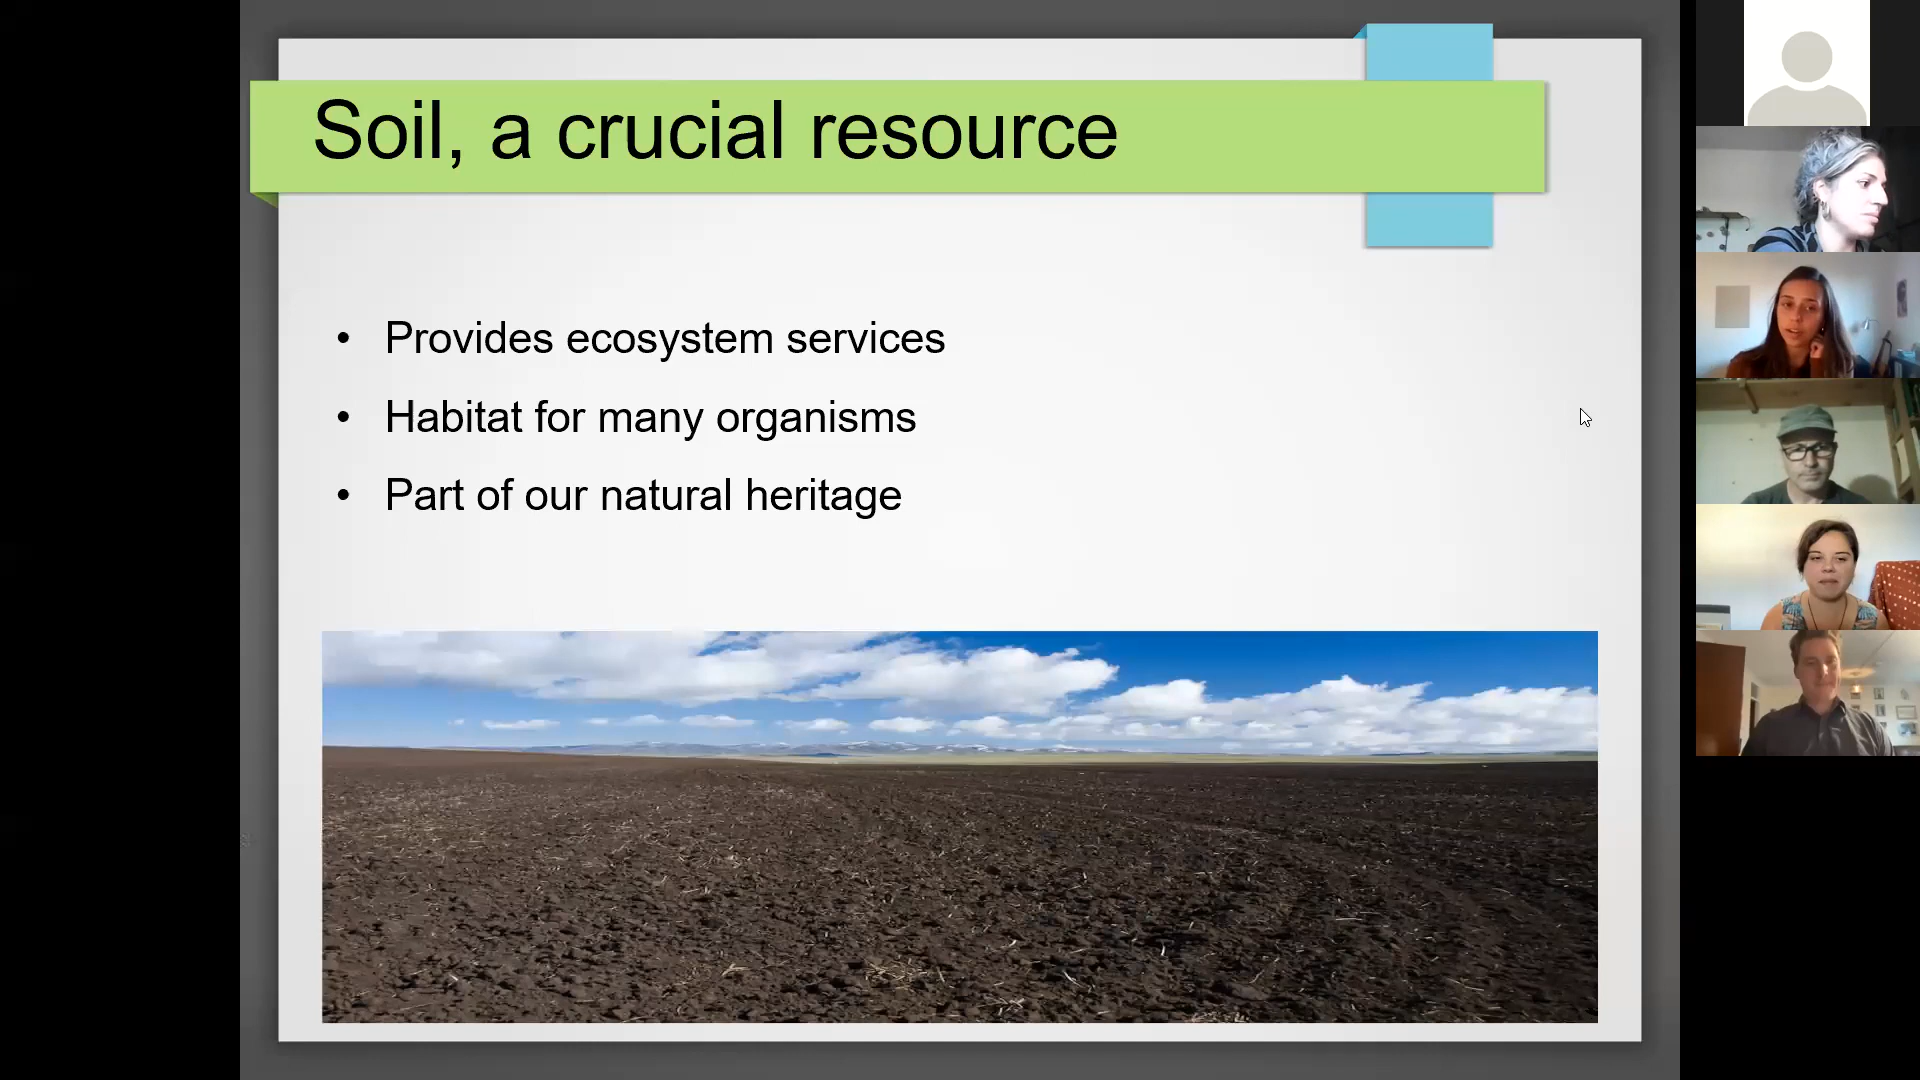 Soil, a crucial resource
• Provides ecosystem services
• Habitat for many organisms
• Part of our natural heritage